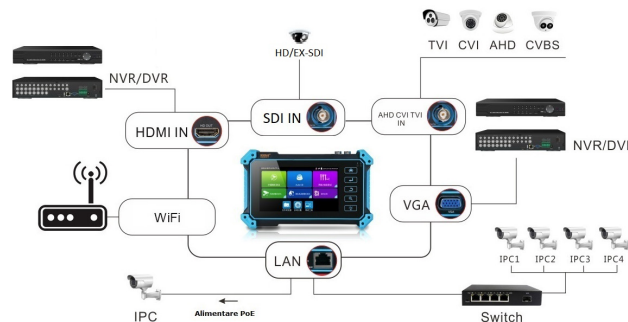 HD/EX-SDI
TVI CVI AHD CVBS
NVR/DVR
HDMI IN
SDI IN
AHD CVI TVI
IN
NVR/DV
WiFi
VGA
LAN
IPC1 IPC2 IPC3 IPC4
IPC
Alimentare PoE
Switch